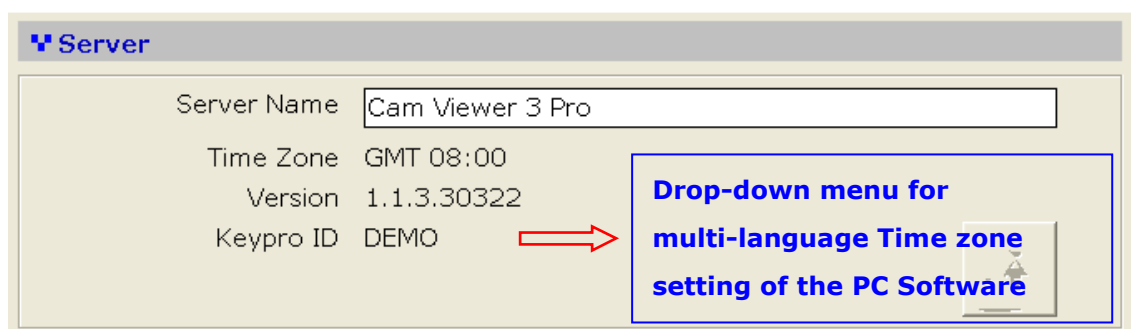 Server
Server Name Cam Viewer 3 Pro
Time Zone GMT 08:00
Version 1.1.3.30322
Keypro ID DEMO
Drop-down menu for
multi-language Time zone
setting of the PC Software